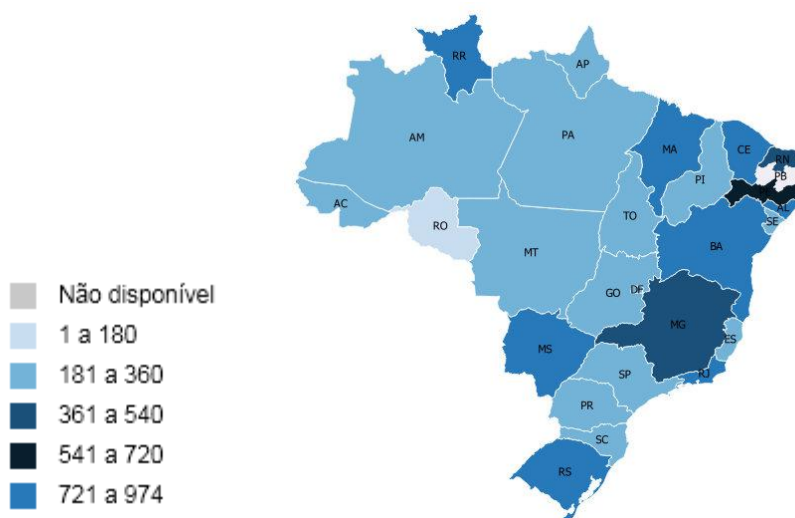 RR
AP
AM
PA
MA
CE
RN
PB
PI
AL
AC
SE
TO
RO
BA
MT
GO
DF
MG
ES
MS
SP
RJ
PR
SC
RS
Não disponível
1 a 180
181 a 360
361 a 540
541 a 720
721 a 974